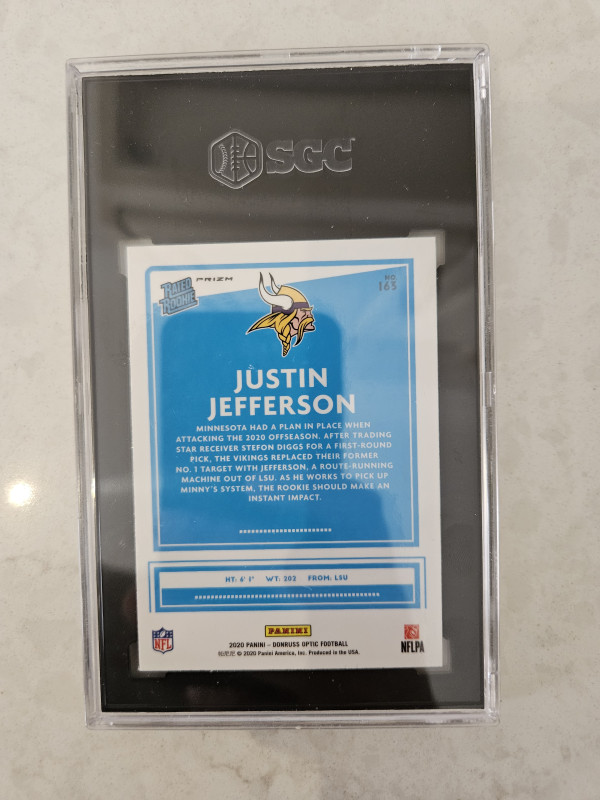 SGC
RATED
ROOKIE
PRIZM
NO
163
JUSTIN
JEFFERSON
MINNESOTA HAD A PLAN IN PLACE WHEN
ATTACKING THE 2020 OFFSEASON. AFTER TRADING
STAR RECEIVER STEFON DIGGS FOR A FIRST-ROUND
PICK, THE VIKINGS REPLACED THEIR FORMER
NO. 1 TARGET WITH JEFFERSON, A ROUTE-RUNNING
MACHINE OUT OF LSU. AS HE WORKS TO PICK UP
MINNY'S SYSTEM, THE ROOKIE SHOULD MAKE AN
INSTANT IMPACT.
HT: 6' 1" WT: 202 FROM: LSU
NFL
PANINI
2020 PANINI – DONRUSS OPTIC FOOTBALL
© 2020 Panini America, Inc. Produced in the USA.
NFLPA